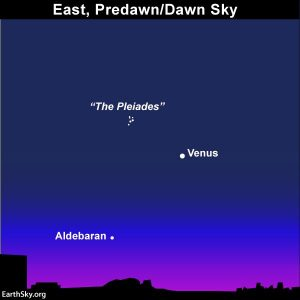 East, Predawn/Dawn Sky
“The Pleiades”
Venus
Aldebaran
EarthSky.org